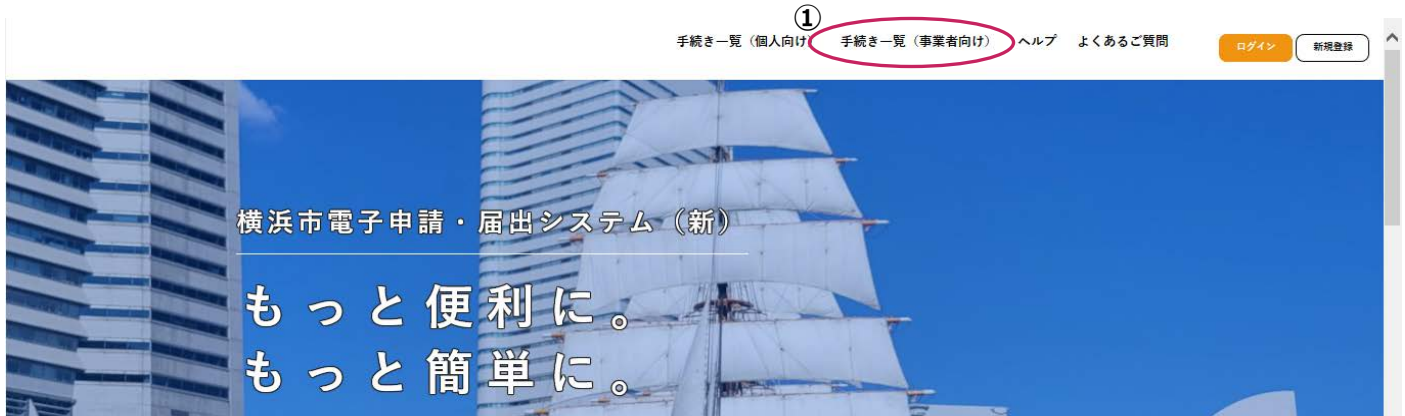 ①
手続き一覧（個人向け） 手続き一覧（事業者向け） ヘルプ よくあるご質問 ログイン 新規登録
横浜市電子申請・届出システム（新）
もっと便利に。
もっと簡単に。